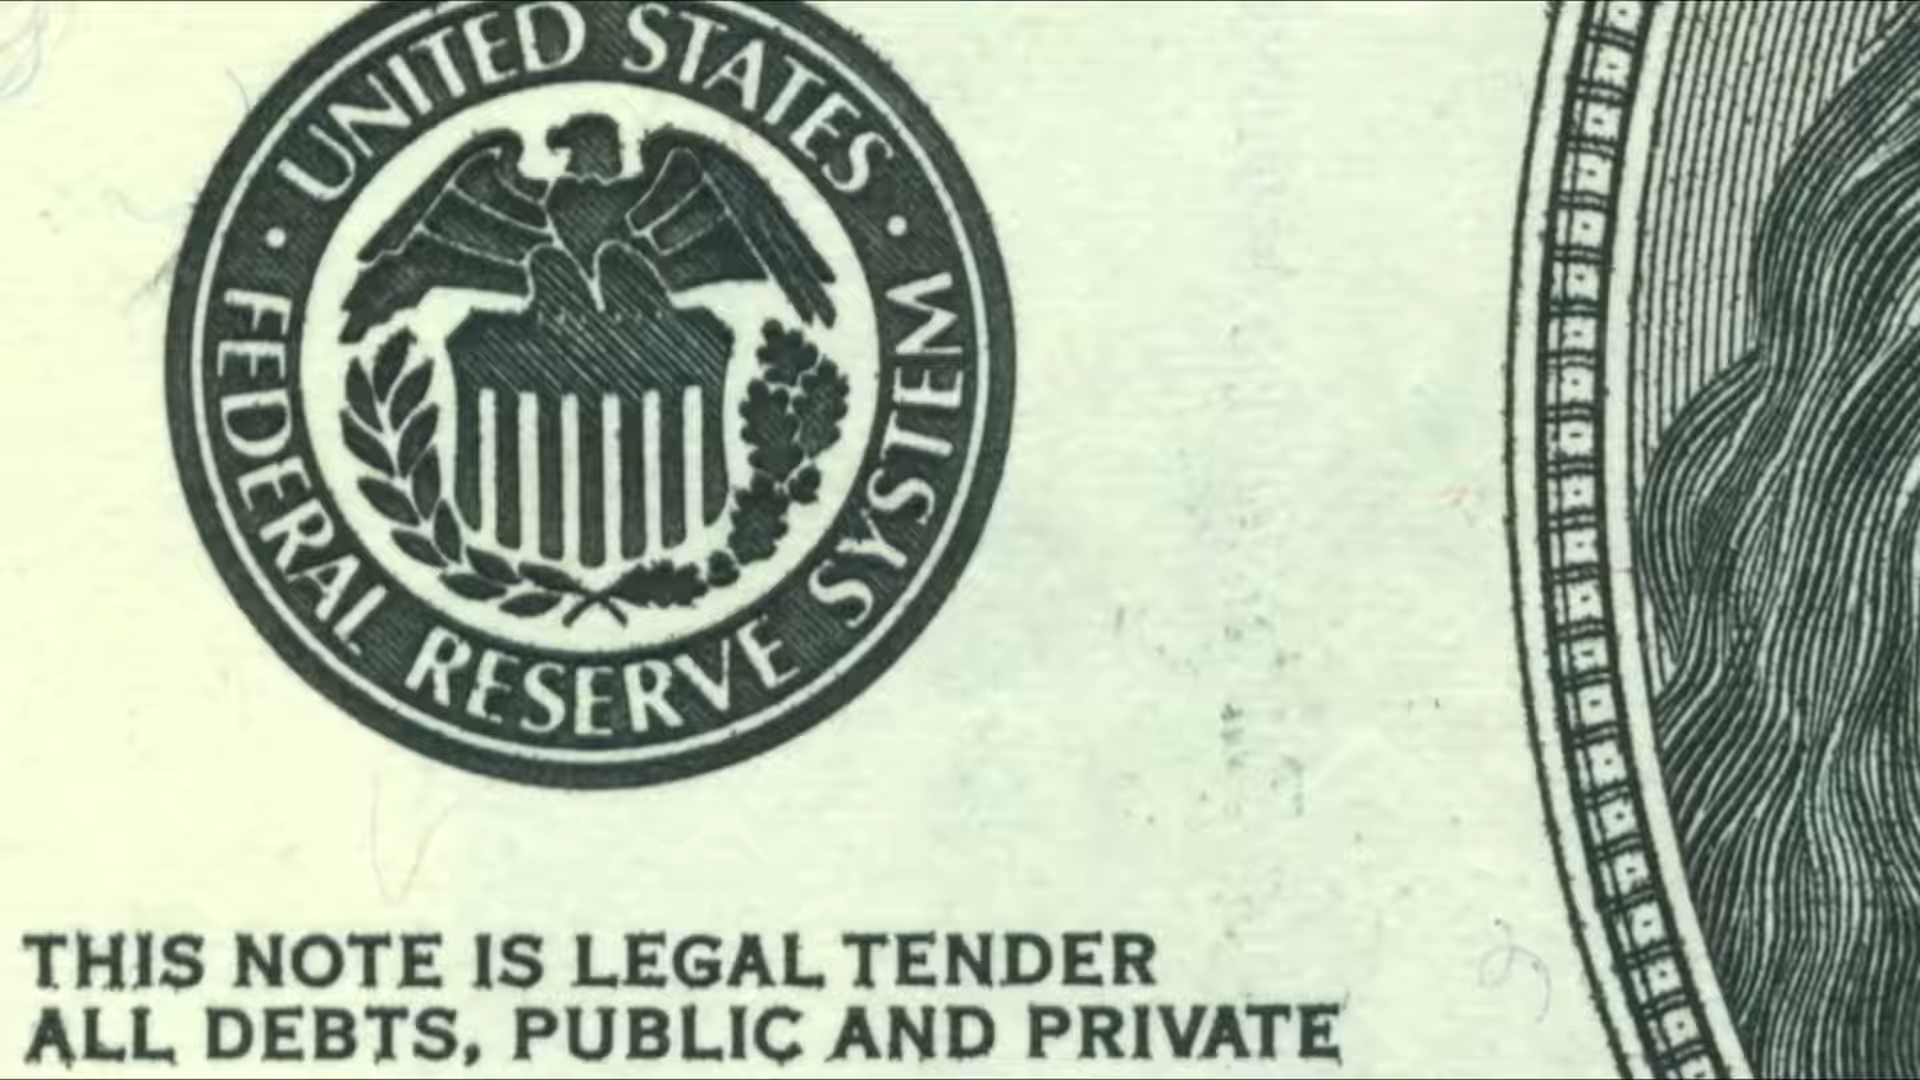 UNITED STATES
FEDERAL RESERVE SYSTEM
THIS NOTE IS LEGAL TENDER
ALL DEBTS, PUBLIC AND PRIVATE